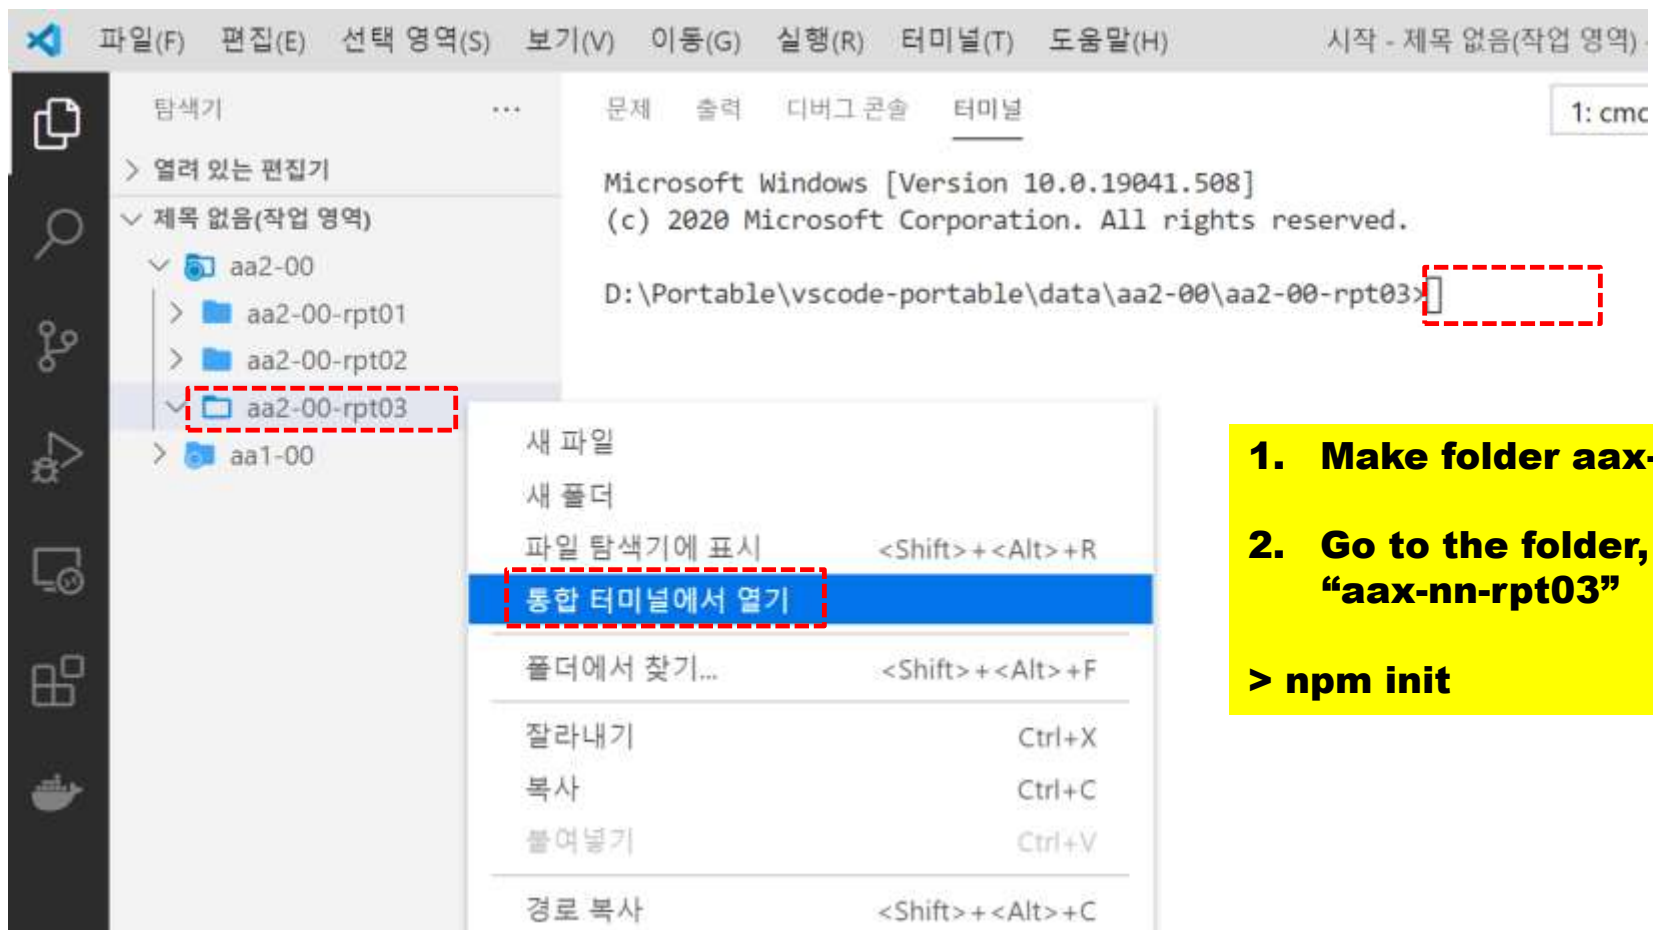 파일(F) 편집(E) 선택 영역(S) 보기(V) 이동(G) 실행(R) 터미널(T) 도움말(H) 시작 - 제목 없음(작업 영역) -
탐색기 ...
> 열려 있는 편집기
제목 없음(작업 영역)
aa2-00
> aa2-00-rpt01
> aa2-00-rpt02
aa2-00-rpt03
> aa1-00
문제 출력 디버그 콘솔 터미널 1: cmd
Microsoft Windows [Version 10.0.19041.508]
(c) 2020 Microsoft Corporation. All rights reserved.
D:\Portable\vscode-portable\data\aa2-00\aa2-00-rpt03>
새 파일
새 폴더
파일 탐색기에 표시 <Shift>+<Alt>+R
통합 터미널에서 열기
폴더에서 찾기... <Shift>+<Alt>+F
잘라내기 Ctrl+X
복사 Ctrl+C
붙여넣기 Ctrl+V
경로 복사 <Shift>+<Alt>+C
1. Make folder aax-
2. Go to the folder,
“aax-nn-rpt03”
> npm init